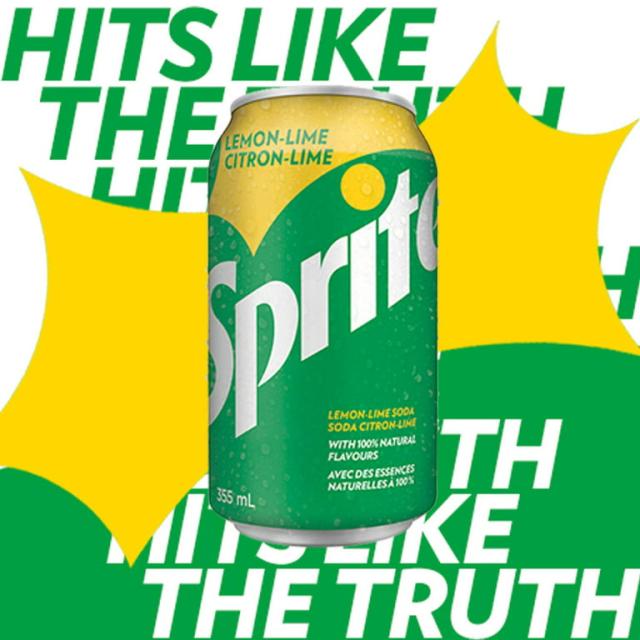 HITS LIKE
THE TRUTH
LEMON-LIME
CITRON-LIME
Sprite
LEMON-LIME SODA
SODA CITRON-LIME
WITH 100% NATURAL
FLAVOURS
AVEC DES ESSENCES
NATURELLES À 100%
355 mL
HITS LIKE
THE TRUTH